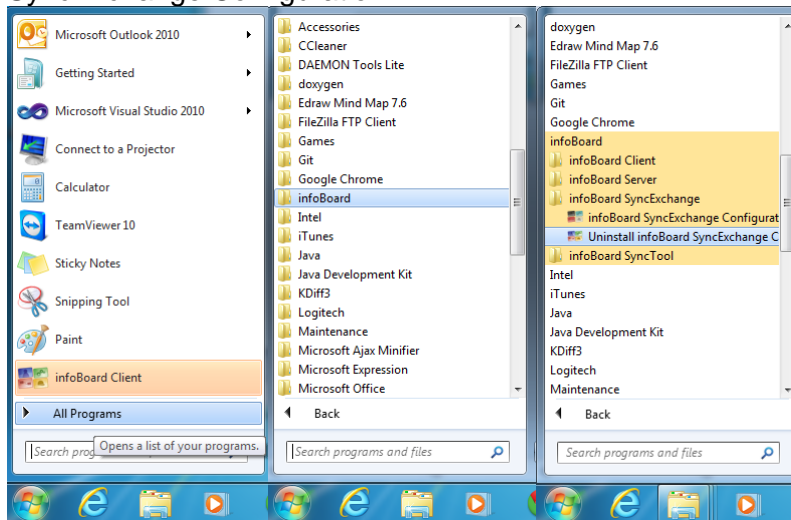 Microsoft Outlook 2010
Getting Started
Microsoft Visual Studio 2010
Connect to a Projector
Calculator
TeamViewer 10
Sticky Notes
Snipping Tool
Paint
infoBoard Client
All Programs
Search prog
Opens a list of your programs.
Accessories
CCleaner
DAEMON Tools Lite
doxygen
Edraw Mind Map 7.6
FileZilla FTP Client
Games
Git
Google Chrome
infoBoard
Intel
iTunes
Java
Java Development Kit
KDiff3
Logitech
Maintenance
Microsoft Ajax Minifier
Microsoft Expression
Microsoft Office
Back
Search programs and files
doxygen
Edraw Mind Map 7.6
FileZilla FTP Client
Games
Git
Google Chrome
infoBoard
infoBoard Client
infoBoard Server
infoBoard SyncExchange
infoBoard SyncExchange Configurat
Uninstall infoBoard SyncExchange C
infoBoard SyncTool
Intel
iTunes
Java
Java Development Kit
KDiff3
Logitech
Maintenance
Back
Search programs and files